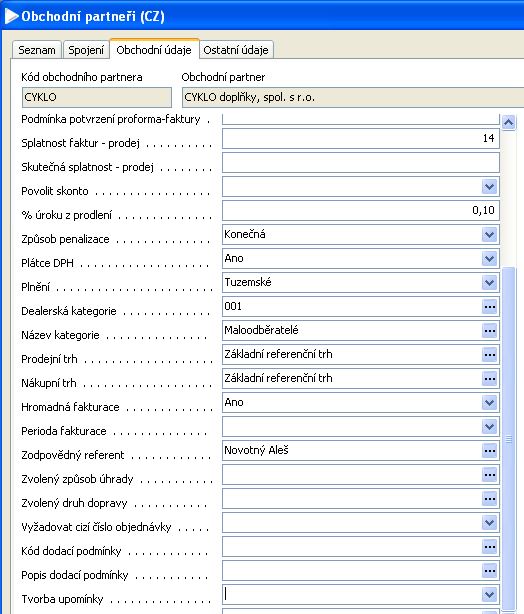 Obchodní partneři (CZ)
Seznam Spojení Obchodní údaje Ostatní údaje
Kód obchodního partnera Obchodní partner
CYKLO CYKLO doplňky, spol. s r.o.
Podmínka potvrzení proforma-faktury .
Splatnost faktur - prodej . . . . . . . . . . 14
Skutečná splatnost - prodej . . . . . . . .
Povolit skonto . . . . . . . . . . . . . . . . .
% úroku z prodlení . . . . . . . . . . . . . . 0,10
Způsob penalizace . . . . . . . . . . . . . . Konečná
Plátce DPH . . . . . . . . . . . . . . . . . . . Ano
Plnění . . . . . . . . . . . . . . . . . . . . . . . Tuzemské
Dealerská kategorie . . . . . . . . . . . . . 001
Název kategorie . . . . . . . . . . . . . . . . Maloodběratelé
Prodejní trh . . . . . . . . . . . . . . . . . . . Základní referenční trh
Nákupní trh . . . . . . . . . . . . . . . . . . . Základní referenční trh
Hromadná fakturace . . . . . . . . . . . . . Ano
Perioda fakturace . . . . . . . . . . . . . . .
Zodpovědný referent . . . . . . . . . . . . Novotný Aleš
Zvolený způsob úhrady . . . . . . . . . . .
Zvolený druh dopravy . . . . . . . . . . . .
Vyžadovat cizí číslo objednávky . . . . .
Kód dodací podmínky . . . . . . . . . . . .
Popis dodací podmínky . . . . . . . . . . .
Tvorba upomínky . . . . . . . . . . . . . . .